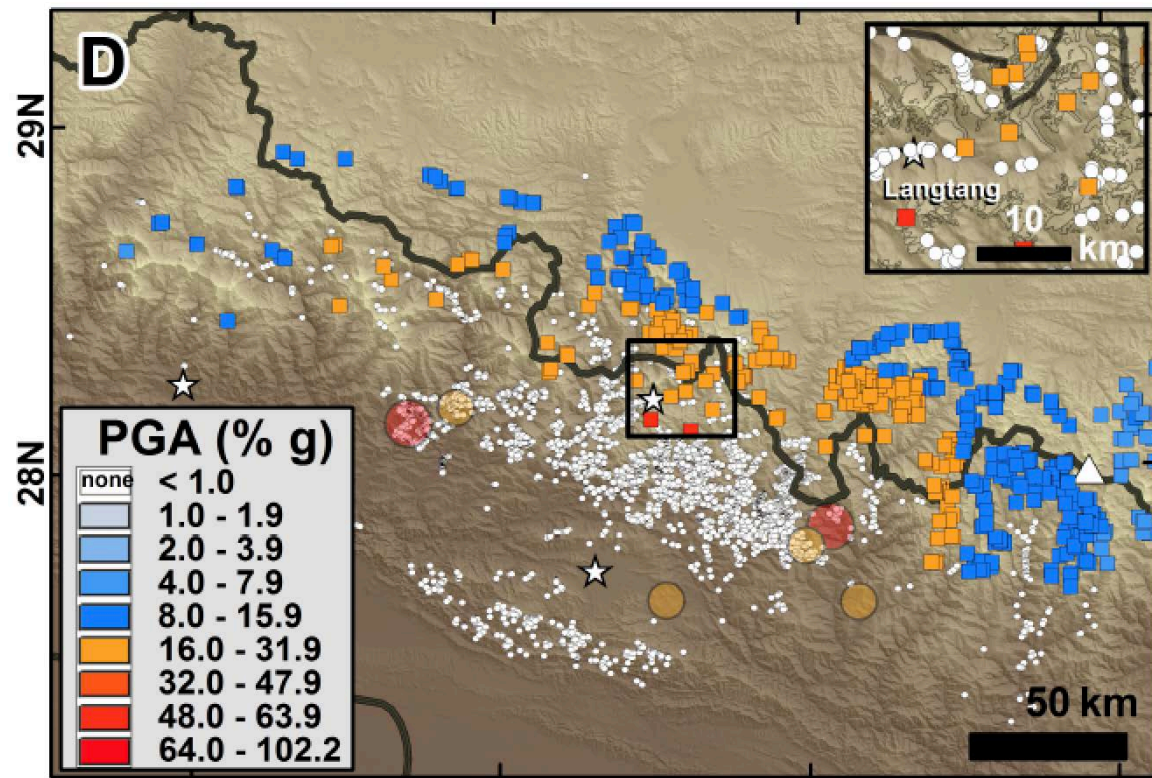 D
29N
28N
Langtang
10
km
PGA (% g)
none < 1.0
1.0 - 1.9
2.0 - 3.9
4.0 - 7.9
8.0 - 15.9
16.0 - 31.9
32.0 - 47.9
48.0 - 63.9
64.0 - 102.2
50 km